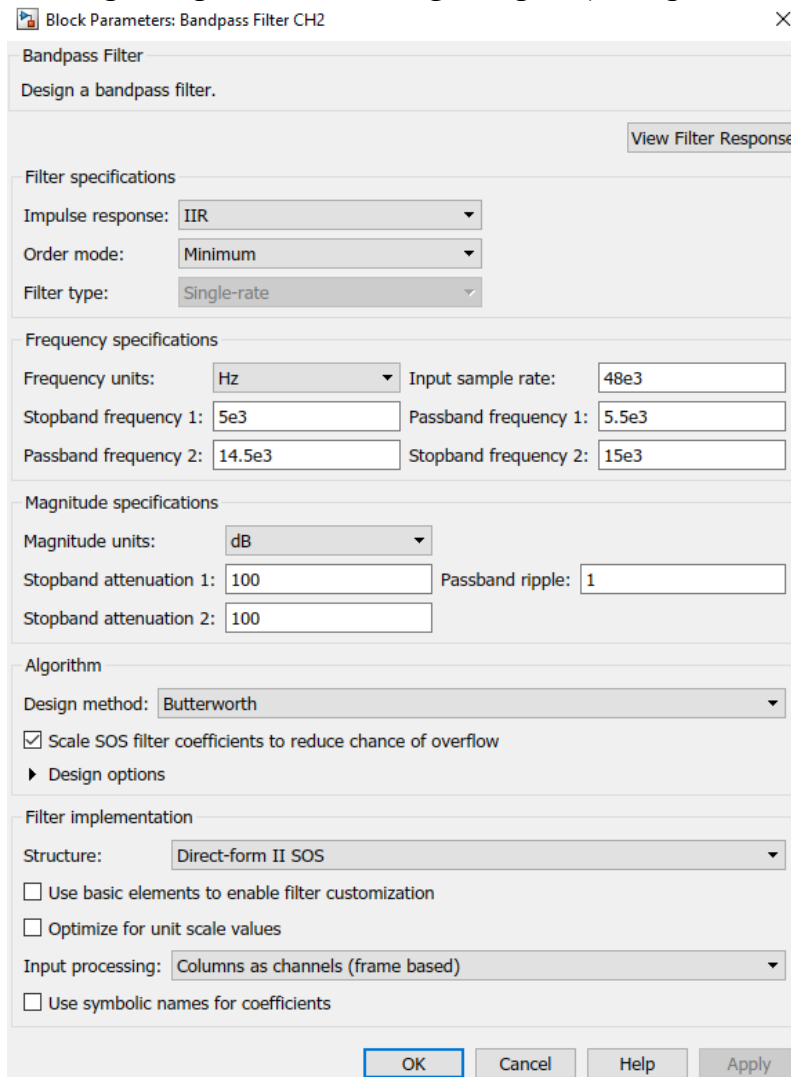 Block Parameters: Bandpass Filter CH2
Bandpass Filter
Design a bandpass filter.
View Filter Response
Filter specifications
Impulse response: IIR
Order mode: Minimum
Filter type: Single-rate
Frequency specifications
Frequency units: Hz Input sample rate: 48e3
Stopband frequency 1: 5e3 Passband frequency 1: 5.5e3
Passband frequency 2: 14.5e3 Stopband frequency 2: 15e3
Magnitude specifications
Magnitude units: dB
Stopband attenuation 1: 100 Passband ripple: 1
Stopband attenuation 2: 100
Algorithm
Design method: Butterworth
Scale SOS filter coefficients to reduce chance of overflow
Design options
Filter implementation
Structure: Direct-form II SOS
Use basic elements to enable filter customization
Optimize for unit scale values
Input processing: Columns as channels (frame based)
Use symbolic names for coefficients
OK Cancel Help Apply